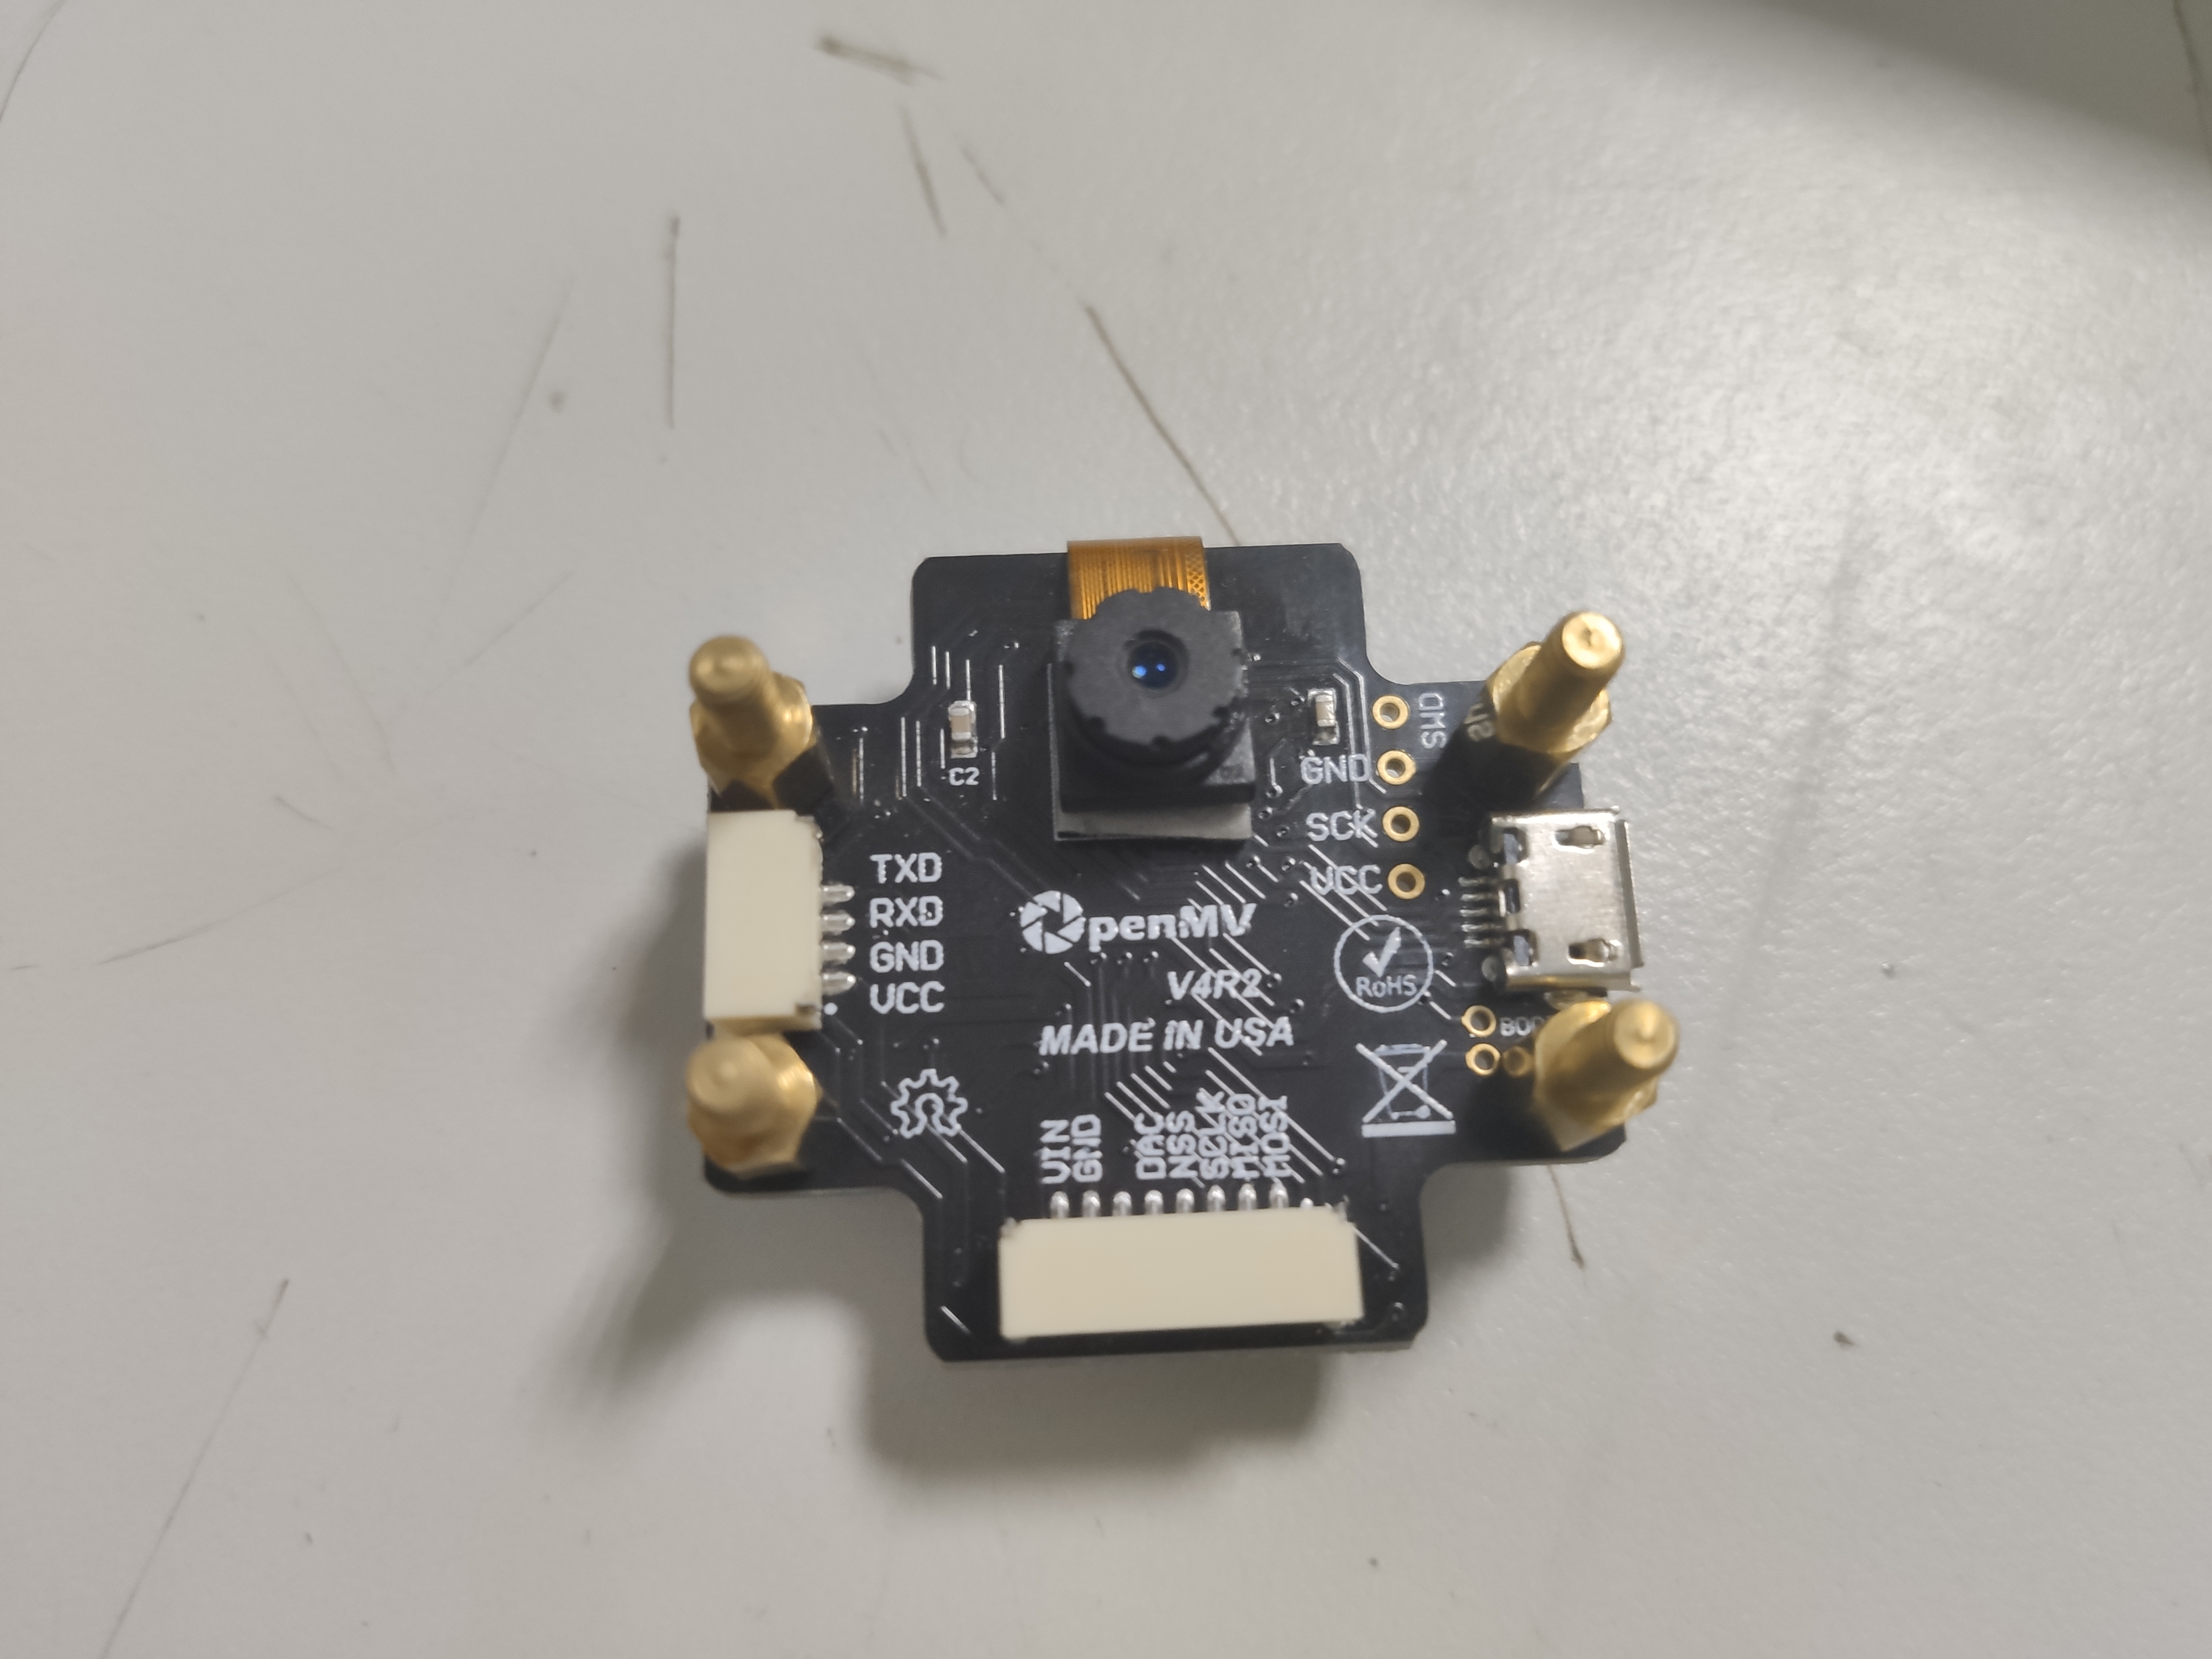 SWD
GND
SCK
VCC
C2
TXD
RXD
GND
VCC
OpenMV
V4R2
MADE IN USA
RoHS
VIN
GND
DAC
NSS
SCLK
MISO
MOSI